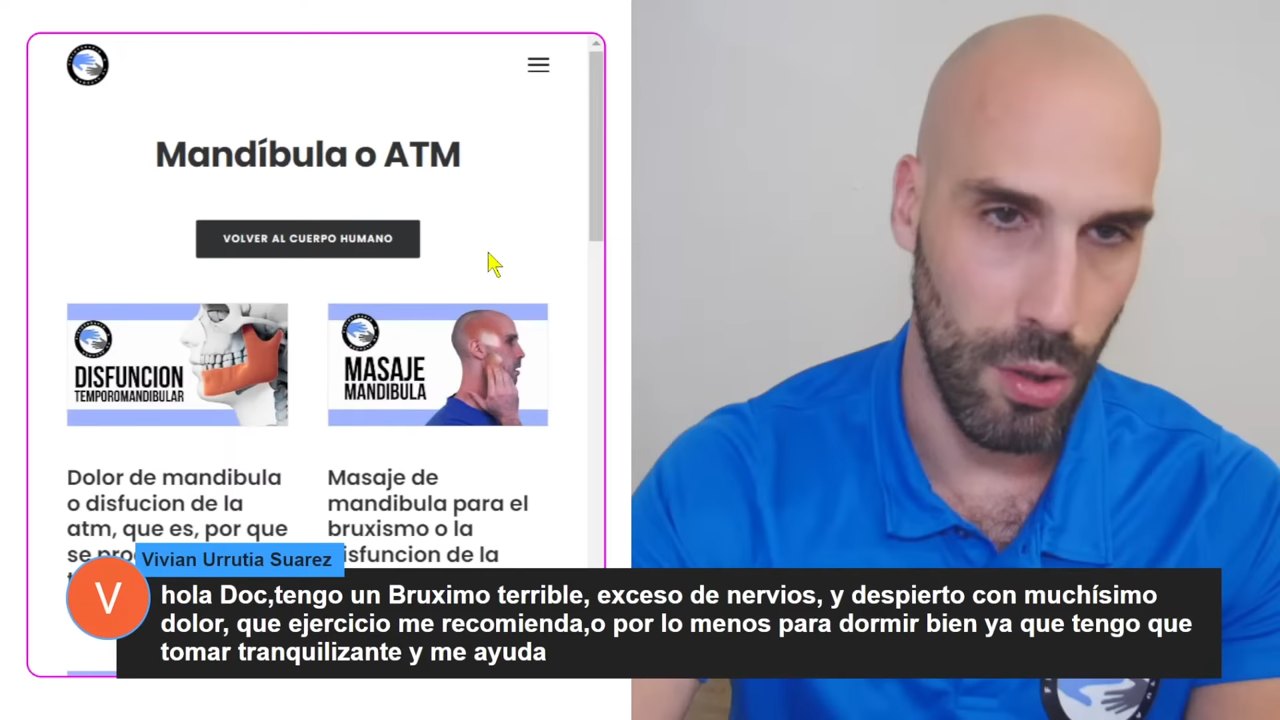 Mandíbula o ATM
VOLVER AL CUERPO HUMANO
DISFUNCION
TEMPOROMANDIBULAR
MASAJE
MANDIBULA
Dolor de mandibula
o disfucion de la
atm, que es, por que
Masaje de
mandibula para el
bruxismo o la
isfuncion de la
Vivian Urrutia Suarez
V
hola Doc,tengo un Bruximo terrible, exceso de nervios, y despierto con muchísimo
dolor, que ejercicio me recomienda,o por lo menos para dormir bien ya que tengo que
tomar tranquilizante y me ayuda